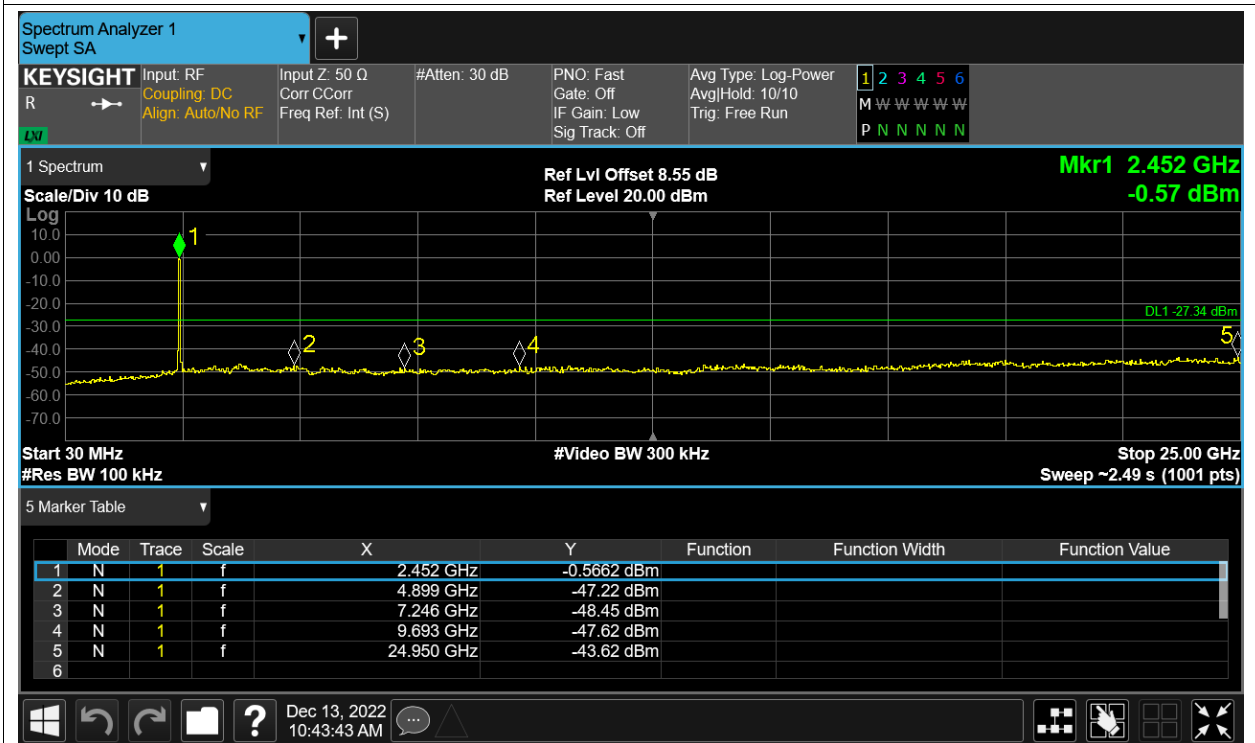 Spectrum Analyzer 1
Swept SA
KEYSIGHT Input: RF Input Z: 50 Ω #Atten: 30 dB PNO: Fast Avg Type: Log-Power 1 2 3 4 5 6
R Coupling: DC Corr CCorr Gate: Off Avg|Hold: 10/10 M W W W W W
Align: Auto/No RF Freq Ref: Int (S) IF Gain: Low Trig: Free Run
LXI Sig Track: Off P N N N N N
1 Spectrum Ref Lvl Offset 8.55 dB Mkr1 2.452 GHz
Scale/Div 10 dB Ref Level 20.00 dBm -0.57 dBm
Log
10.0 1
0.00
-10.0
-20.0
DL1 -27.34 dBm
-30.0
-40.0 2 3 4 5
-50.0
-60.0
-70.0
Start 30 MHz #Video BW 300 kHz Stop 25.00 GHz
#Res BW 100 kHz Sweep ~2.49 s (1001 pts)
5 Marker Table
Mode Trace Scale X Y Function Function Width Function Value
1 N 1 f 2.452 GHz -0.5662 dBm
2 N 1 f 4.899 GHz -47.22 dBm
3 N 1 f 7.246 GHz -48.45 dBm
4 N 1 f 9.693 GHz -47.62 dBm
5 N 1 f 24.950 GHz -43.62 dBm
6
? Dec 13, 2022
10:43:43 AM